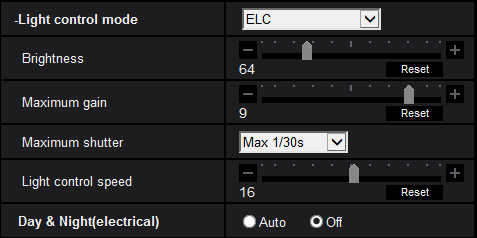 -Light control mode ELC
Brightness
64 Reset
Maximum gain
9 Reset
Maximum shutter Max 1/30s
Light control speed
16 Reset
Day & Night(electrical) Auto Off